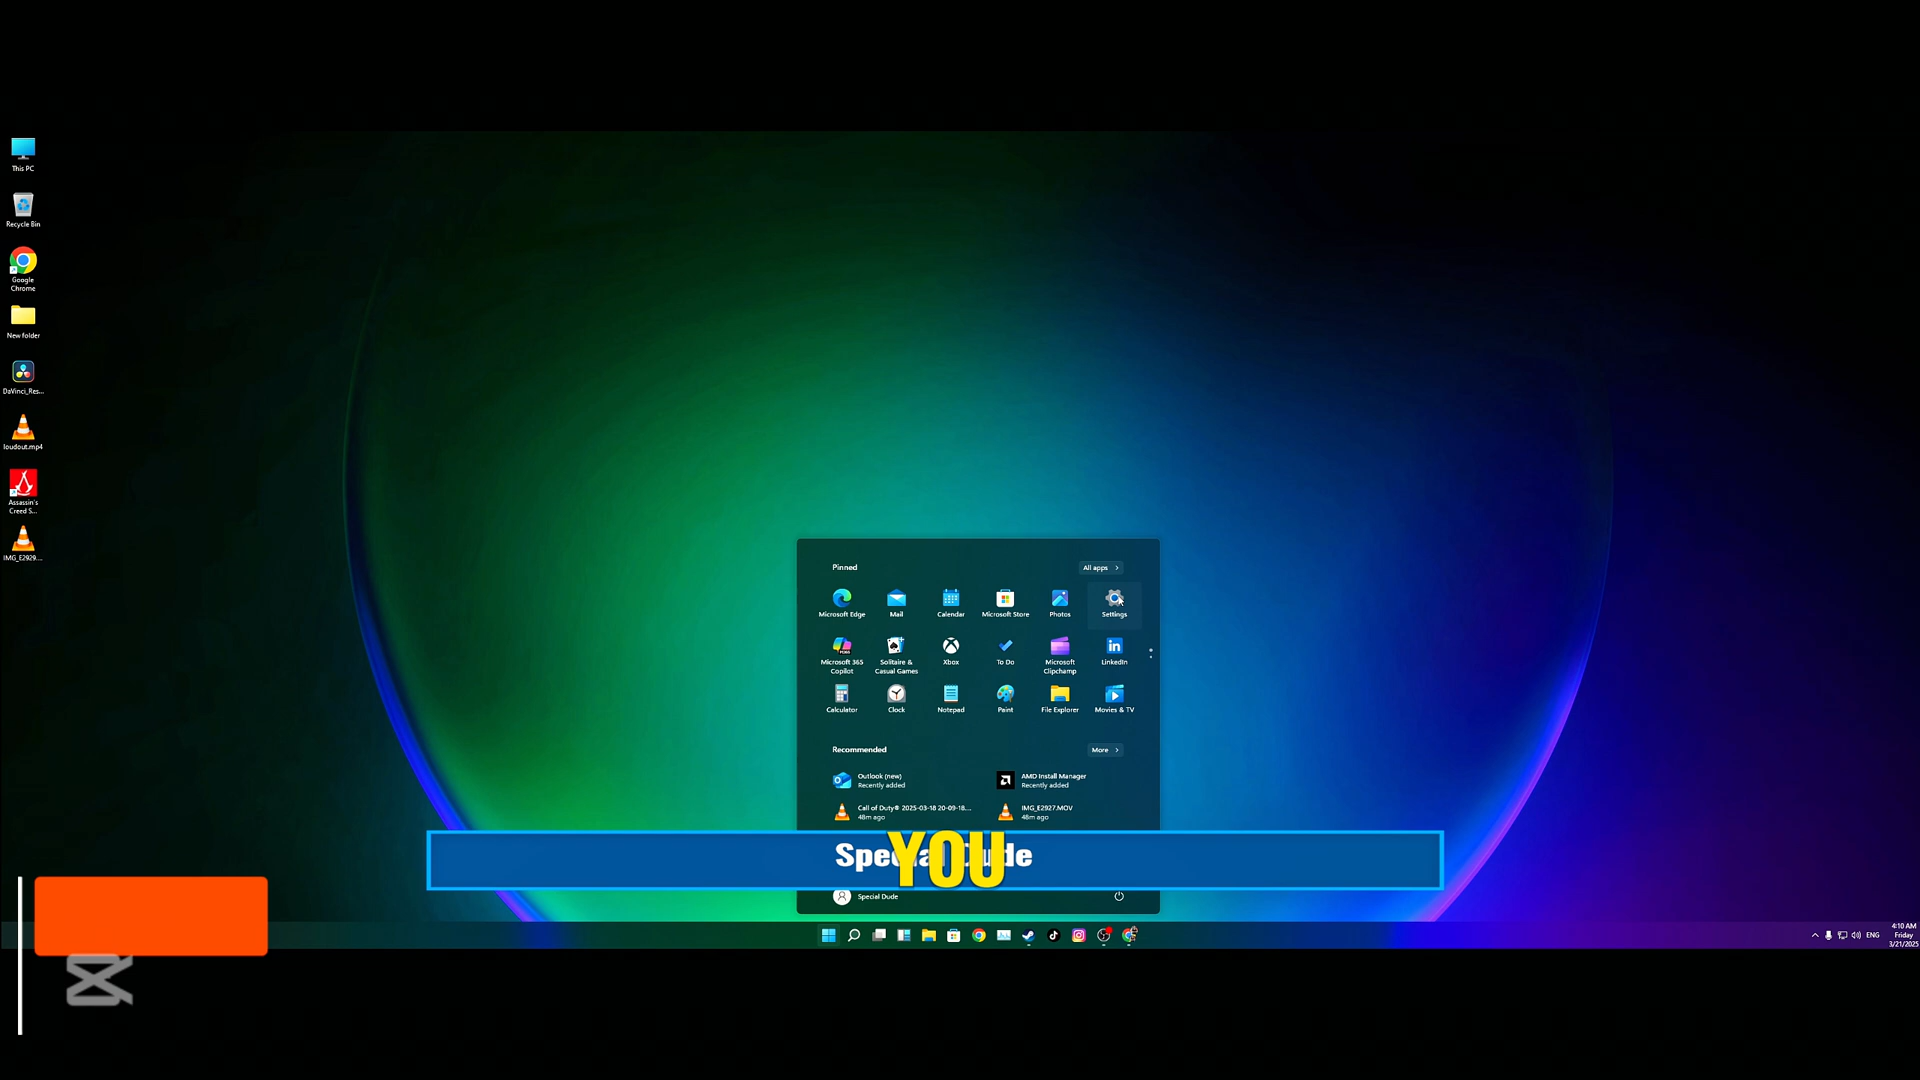 This PC
Recycle Bin
Google
Chrome
New folder
DaVinci_Res...
loudout.mp4
Assassin's
Creed S...
IMG_E2929....
Pinned
All apps >
Microsoft Edge
Mail
Calendar
Microsoft Store
Photos
Settings
Microsoft 365
Copilot
Solitaire &
Casual Games
Xbox
To Do
Microsoft
Clipchamp
LinkedIn
Calculator
Clock
Notepad
Paint
File Explorer
Movies & TV
Recommended
More >
Outlook (new)
Recently added
AMD Install Manager
Recently added
Call of Duty® 2025-03-18 20-09-18...
48m ago
IMG_E2927.MOV
48m ago
Special Dude
YOU
Special Dude
ENG
4:10 AM
Friday
3/21/2025